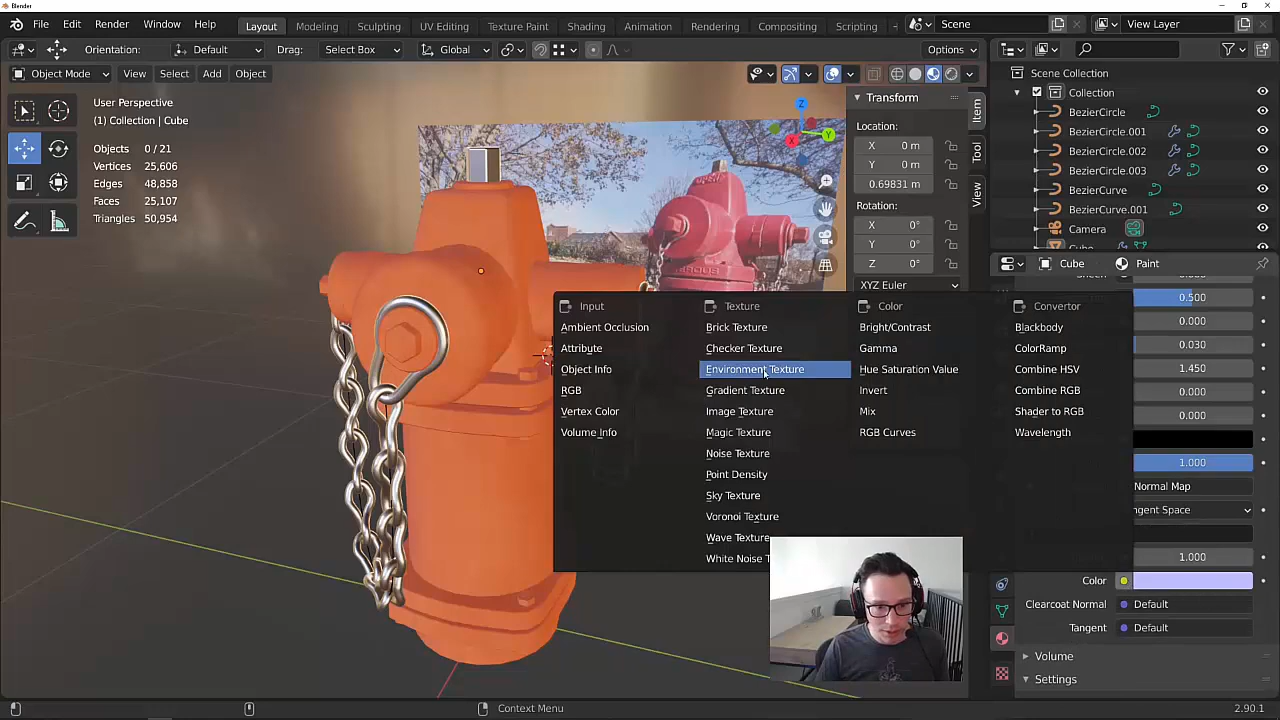 Blender
File Edit Render Window Help Layout Modeling Sculpting UV Editing Texture Paint Shading Animation Rendering Compositing Scripting Scene View Layer
Orientation: Default Drag: Select Box Global Options
Object Mode View Select Add Object
User Perspective
(1) Collection | Cube
Objects 0 / 21
Vertices 25,606
Edges 48,858
Faces 25,107
Triangles 50,954
Z
Y
X
Transform
Location:
X 0 m
Y 0 m
0.69831 m
Rotation:
X 0°
Y 0°
Z 0°
XYZ Euler
Item
Tool
View
Scene Collection
Collection
BezierCircle
BezierCircle.001
BezierCircle.002
BezierCircle.003
BezierCurve
BezierCurve.001
Camera
Cube
Cube Paint
0.500
0.000
0.030
1.450
0.000
0.000
1.000
Normal Map
ngent Space
1.000
Color
Clearcoat Normal Default
Tangent Default
Volume
Settings
Input
Ambient Occlusion
Attribute
Object Info
RGB
Vertex Color
Volume Info
Texture
Brick Texture
Checker Texture
Environment Texture
Gradient Texture
Image Texture
Magic Texture
Noise Texture
Point Density
Sky Texture
Voronoi Texture
Wave Texture
White Noise T
Color
Bright/Contrast
Gamma
Hue Saturation Value
Invert
Mix
RGB Curves
Convertor
Blackbody
ColorRamp
Combine HSV
Combine RGB
Shader to RGB
Wavelength
Context Menu
2.90.1